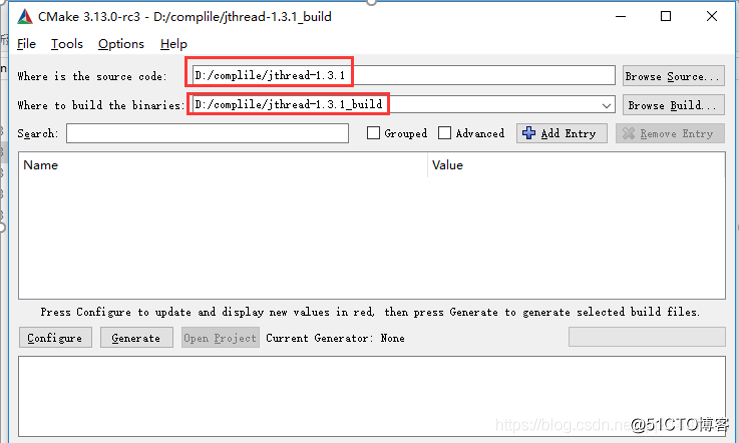 CMake 3.13.0-rc3 - D:/complile/jthread-1.3.1_build
File Tools Options Help
Where is the source code: D:/complile/jthread-1.3.1 Browse Source...
Where to build the binaries: D:/complile/jthread-1.3.1_build Browse Build...
Search: Grouped Advanced Add Entry Remove Entry
Name Value
Press Configure to update and display new values in red, then press Generate to generate selected build files.
Configure Generate Open Project Current Generator: None
https://blog.csdn.ne
@51CTO博客